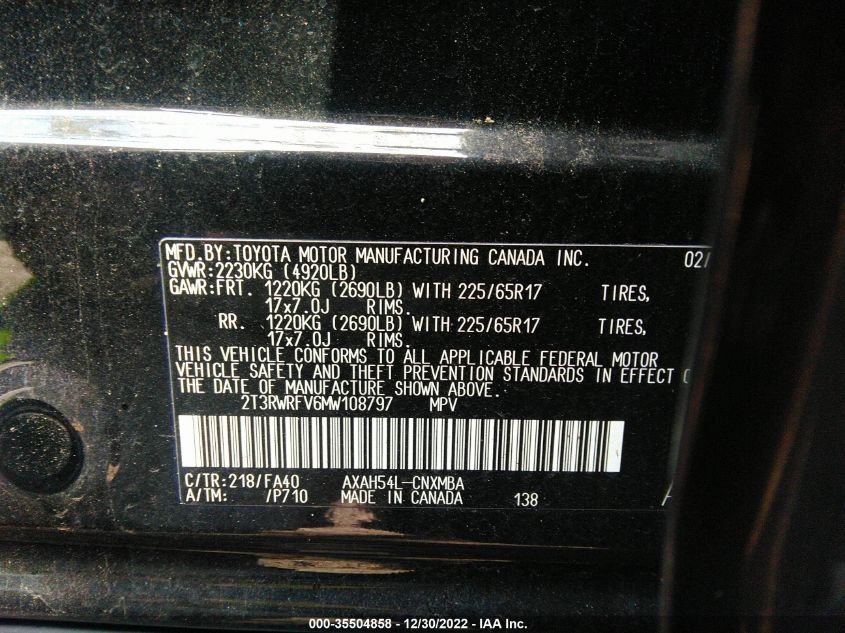 MFD.BY:TOYOTA MOTOR MANUFACTURING CANADA INC. 02/
GVWR:2230KG (4920LB)
GAWR:FRT. 1220KG (2690LB) WITH 225/65R17 TIRES,
17x7.0J RIMS.
RR. 1220KG (2690LB) WITH 225/65R17 TIRES,
17x7.0J RIMS.
THIS VEHICLE CONFORMS TO ALL APPLICABLE FEDERAL MOTOR
VEHICLE SAFETY AND THEFT PREVENTION STANDARDS IN EFFECT
THE DATE OF MANUFACTURE SHOWN ABOVE.
2T3RWRFV6MW108797 MPV
C/TR:218/FA40 AXAH54L-CNXMBA
A/TM: /P710 MADE IN CANADA 138
000-35504858 - 12/30/2022 - IAA Inc.